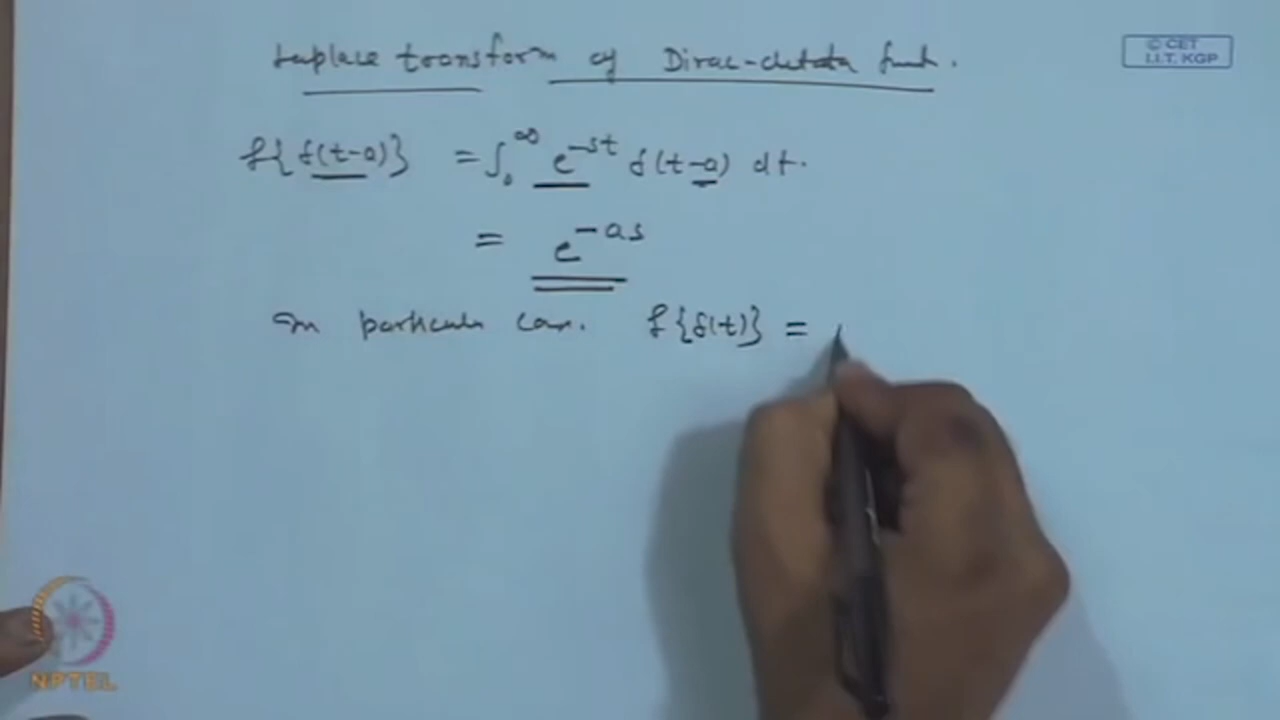 Laplace transform of Dirac-delta funct.
© CET
I.I.T. KGP
L{δ(t-a)} = ∫₀^∞ e^{-st} δ(t-a) dt.
= e^{-as}
In particular case. L{δ(t)} =
NPTEL